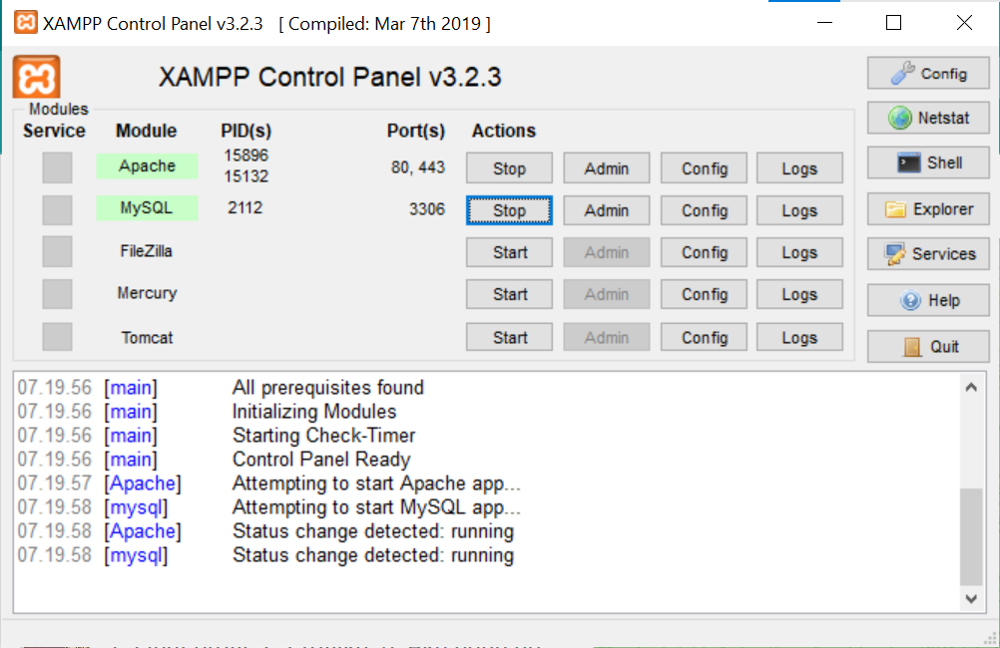 XAMPP Control Panel v3.2.3 [ Compiled: Mar 7th 2019 ]
XAMPP Control Panel v3.2.3
Config
Modules
Service Module PID(s) Port(s) Actions
Netstat
Apache 15896 15132 80, 443 Stop Admin Config Logs
Shell
MySQL 2112 3306 Stop Admin Config Logs
Explorer
FileZilla Start Admin Config Logs
Services
Mercury Start Admin Config Logs
Help
Tomcat Start Admin Config Logs
Quit
07.19.56 [main] All prerequisites found
07.19.56 [main] Initializing Modules
07.19.56 [main] Starting Check-Timer
07.19.56 [main] Control Panel Ready
07.19.57 [Apache] Attempting to start Apache app...
07.19.58 [mysql] Attempting to start MySQL app...
07.19.58 [Apache] Status change detected: running
07.19.58 [mysql] Status change detected: running